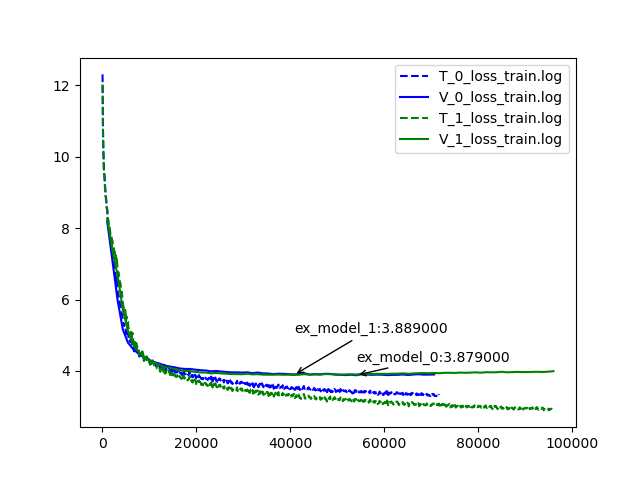 12
10
8
6
4
T_0_loss_train.log
V_0_loss_train.log
T_1_loss_train.log
V_1_loss_train.log
ex_model_1:3.889000
ex_model_0:3.879000
0 20000 40000 60000 80000 100000